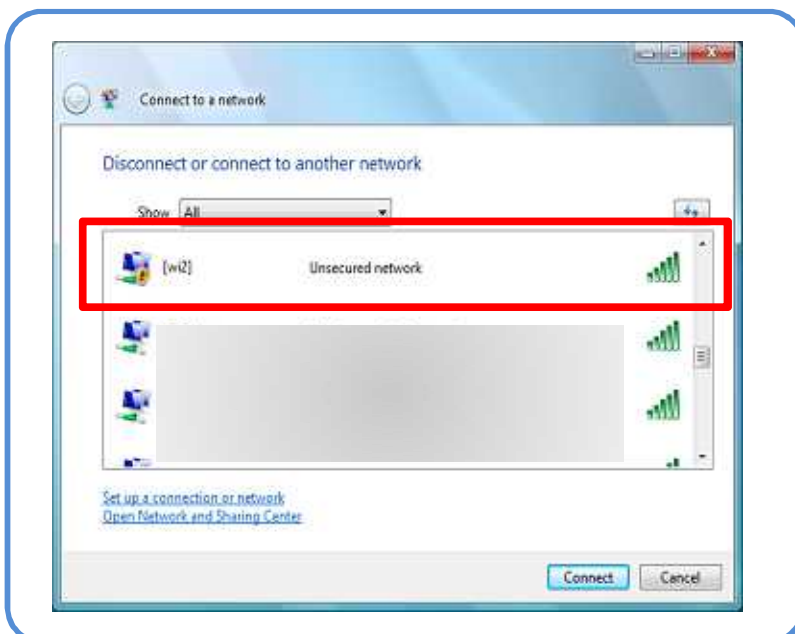 Connect to a network
Disconnect or connect to another network
Show All
[wi2] Unsecured network
Set up a connection or network
Open Network and Sharing Center
Connect Cancel